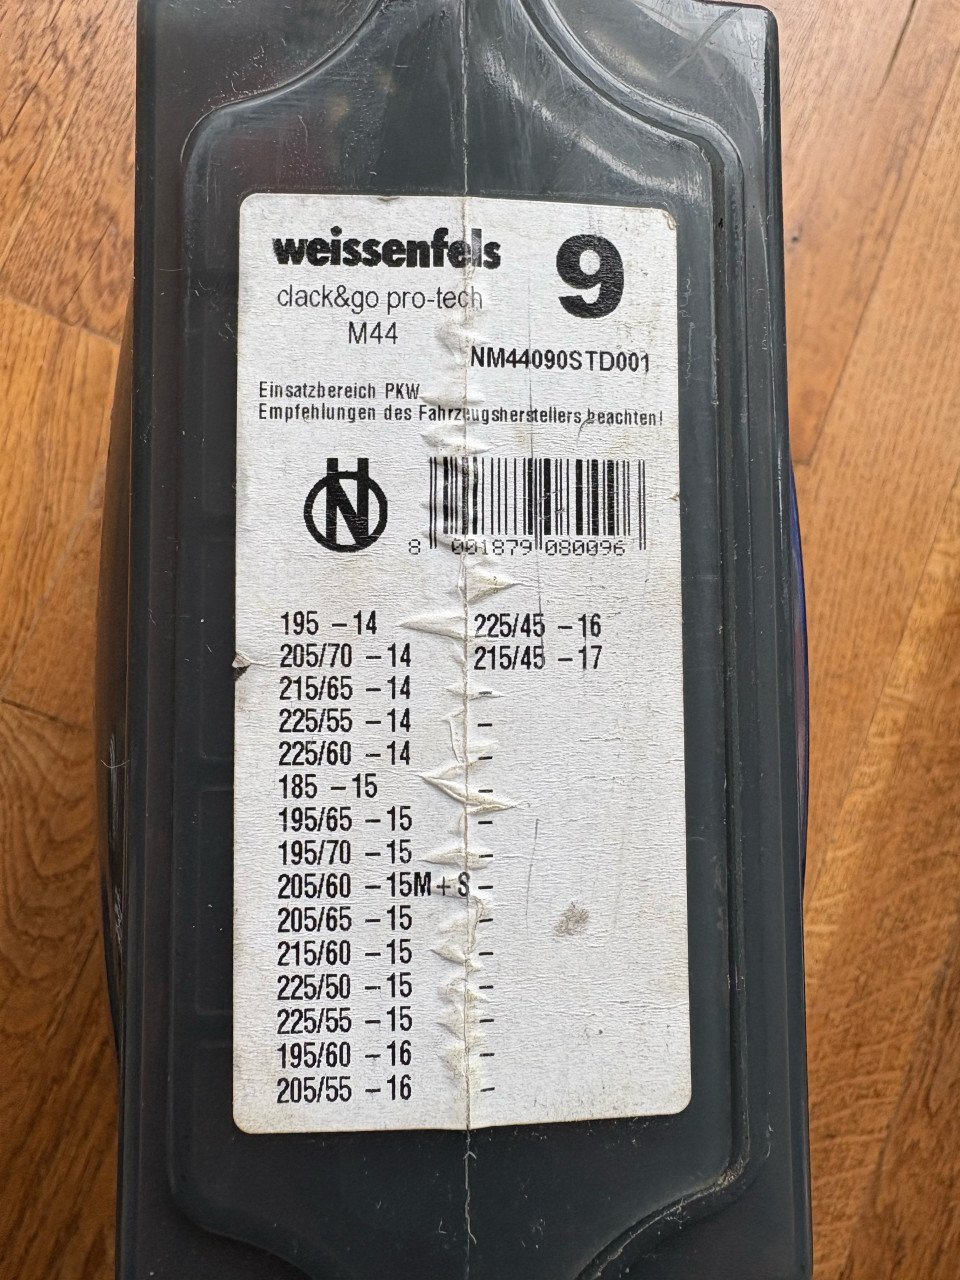 weissenfels
9
clack&go pro-tech
M44
NM44090STD001
Einsatzbereich PKW
Empfehlungen des Fahrzeugsherstellers beachten!
N
8 001879 080096
195 - 14
205/70 - 14
215/65 - 14
225/55 - 14
225/60 - 14
185 - 15
195/65 - 15
195/70 - 15
205/60 - 15M+S
205/65 - 15
215/60 - 15
225/50 - 15
225/55 - 15
195/60 - 16
205/55 - 16
225/45 - 16
215/45 - 17
-
-
-
-
-
-
-
-
-
-
-
-
-